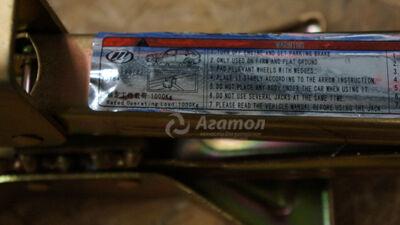 WARNING
PARKING BRAKE
2.ONLY USED ON FIRM AND FLAT GROUND
RELEVANT WHEELS WITH WEDGES.
4.PLACE IT STABLY ACCORDING TO THE ARROW INSTRUCTION.
5.DO NOT PLACE ANY BODY UNDER THE CAR WHEN USING IT.
6.DO NOT USE SEVERAL JACKS AT THE SAME TIME.
7.PLEASE READ THE VEHICLE MANUAL BEFORE USING THE JACK
1000Kg
Rated Operating Load 1000Kg
Агатол